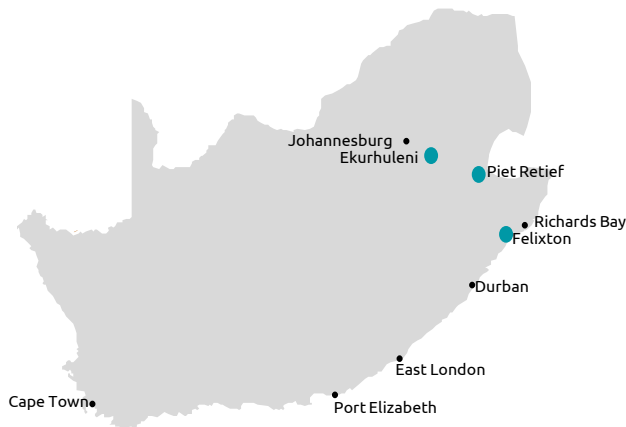 Johannesburg
Ekurhuleni
Piet Retief
Richards Bay
Felixton
Durban
East London
Cape Town
Port Elizabeth